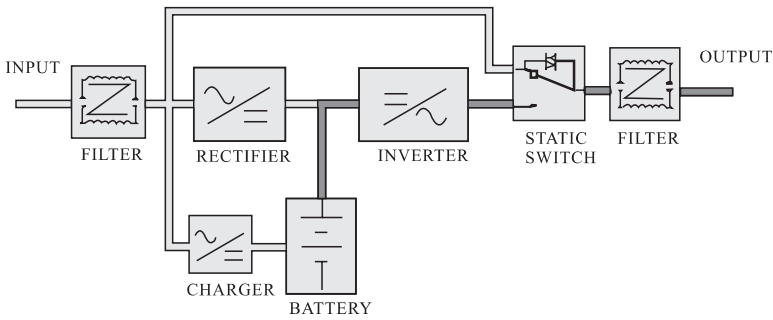 INPUT
OUTPUT
FILTER
RECTIFIER
INVERTER
STATIC
SWITCH
FILTER
CHARGER
BATTERY